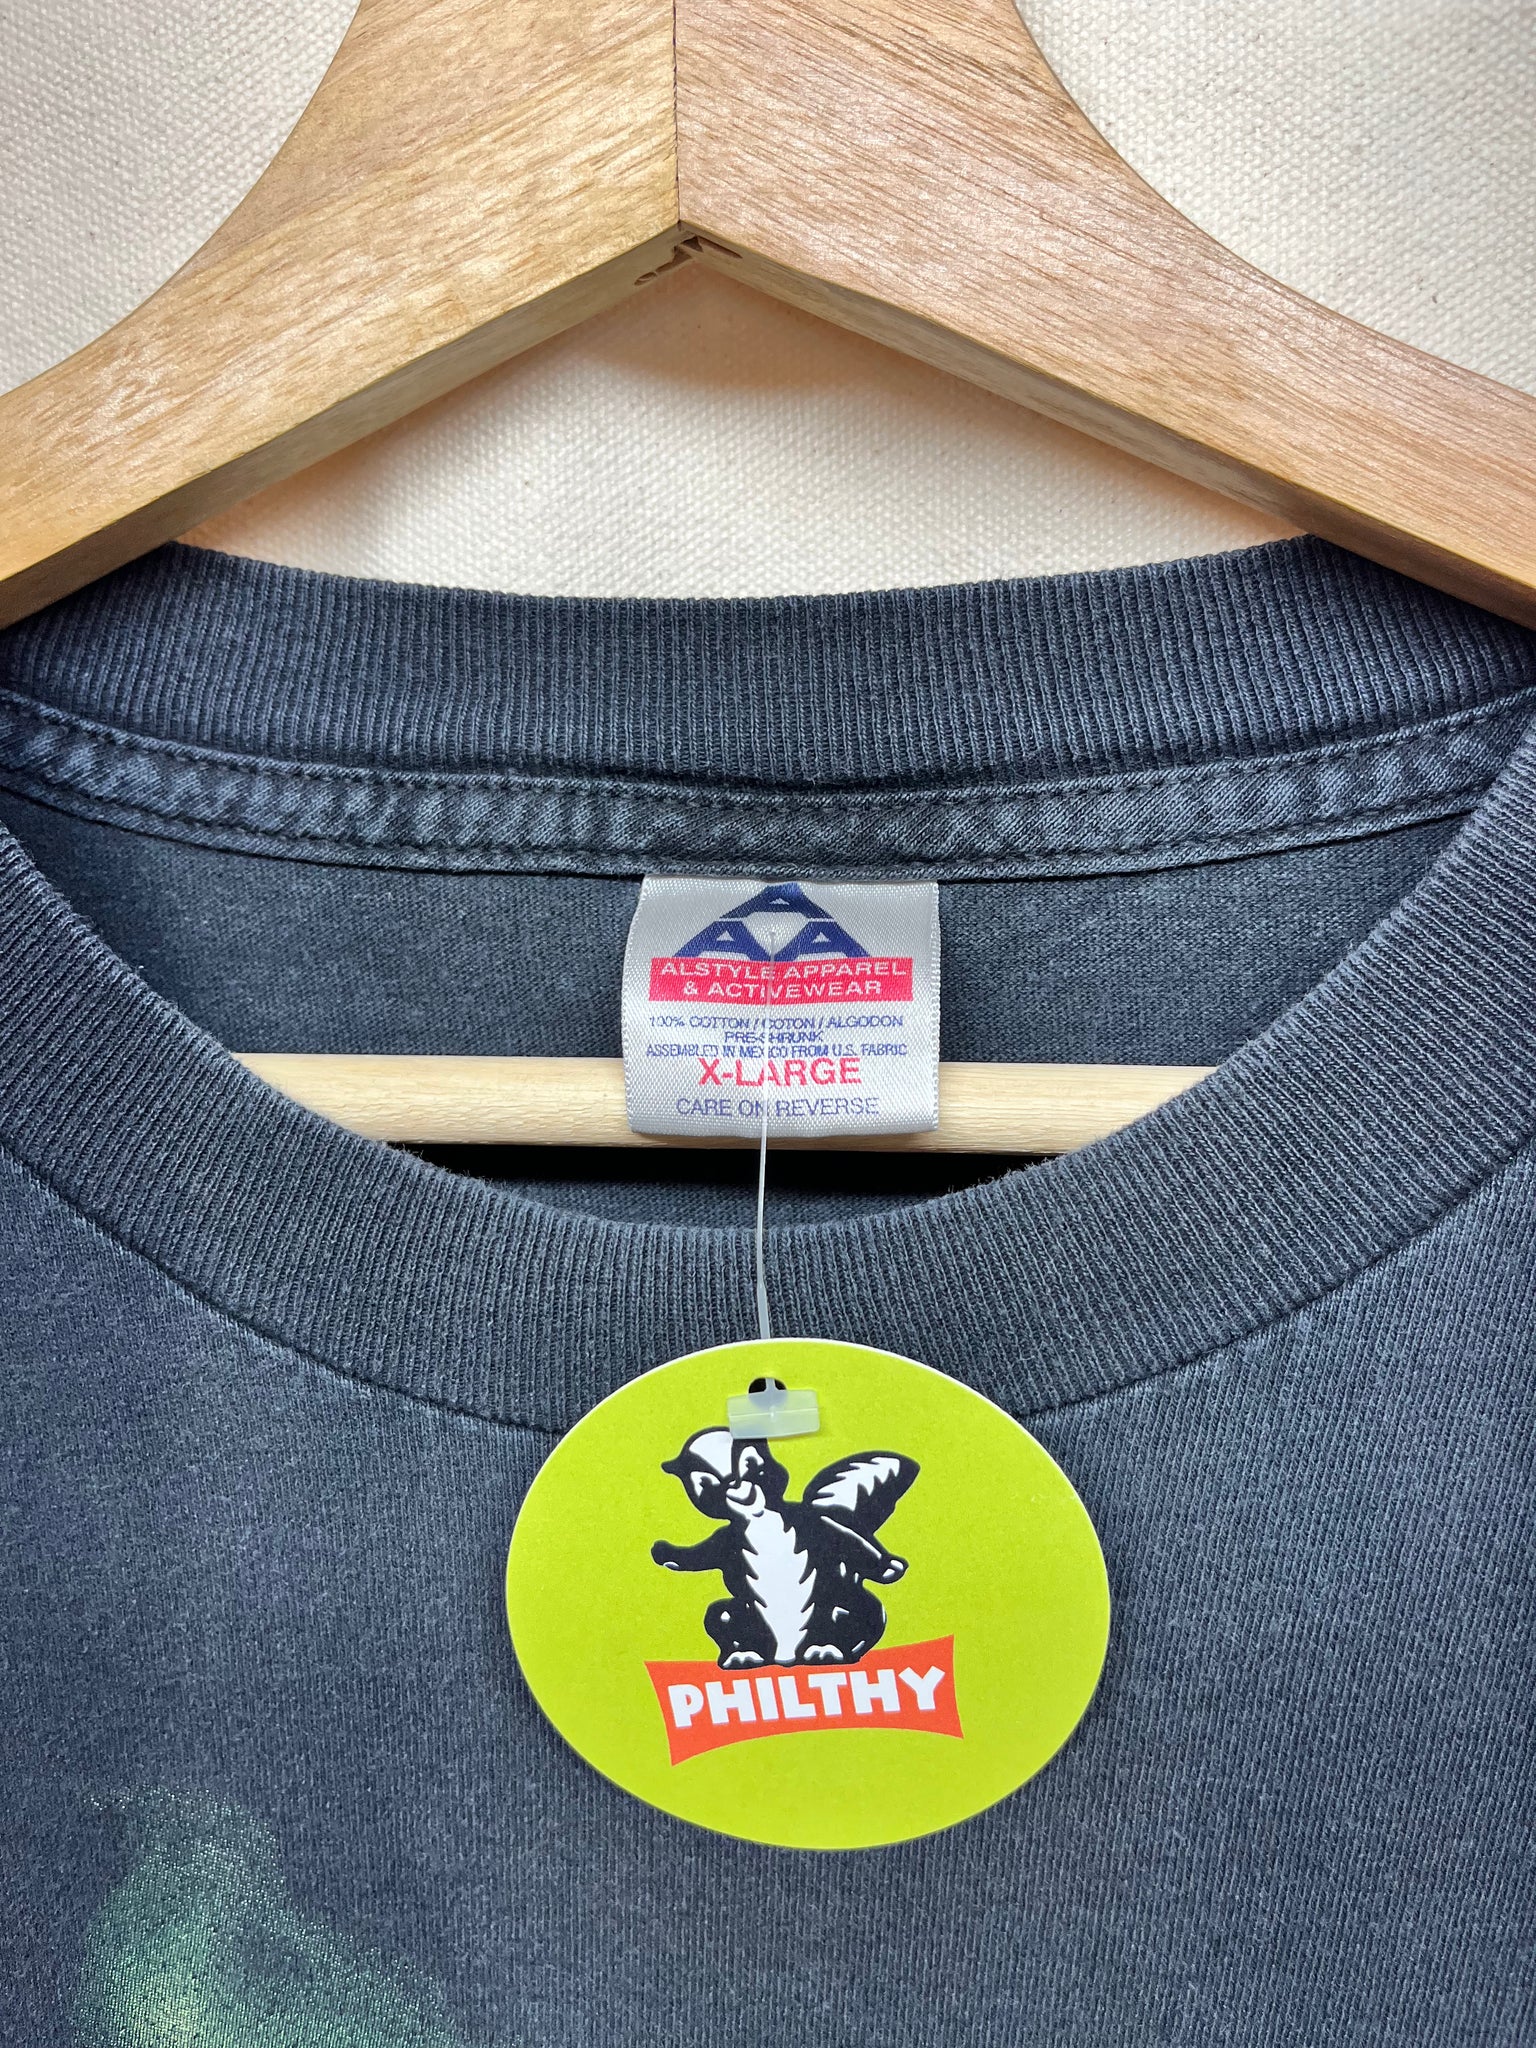 AAA
ALSTYLE APPAREL
& ACTIVEWEAR
100% COTTON / COTON / ALGODON
PRE-SHRUNK
ASSEMBLED IN MEXICO FROM U.S. FABRIC
X-LARGE
CARE ON REVERSE
PHILTHY